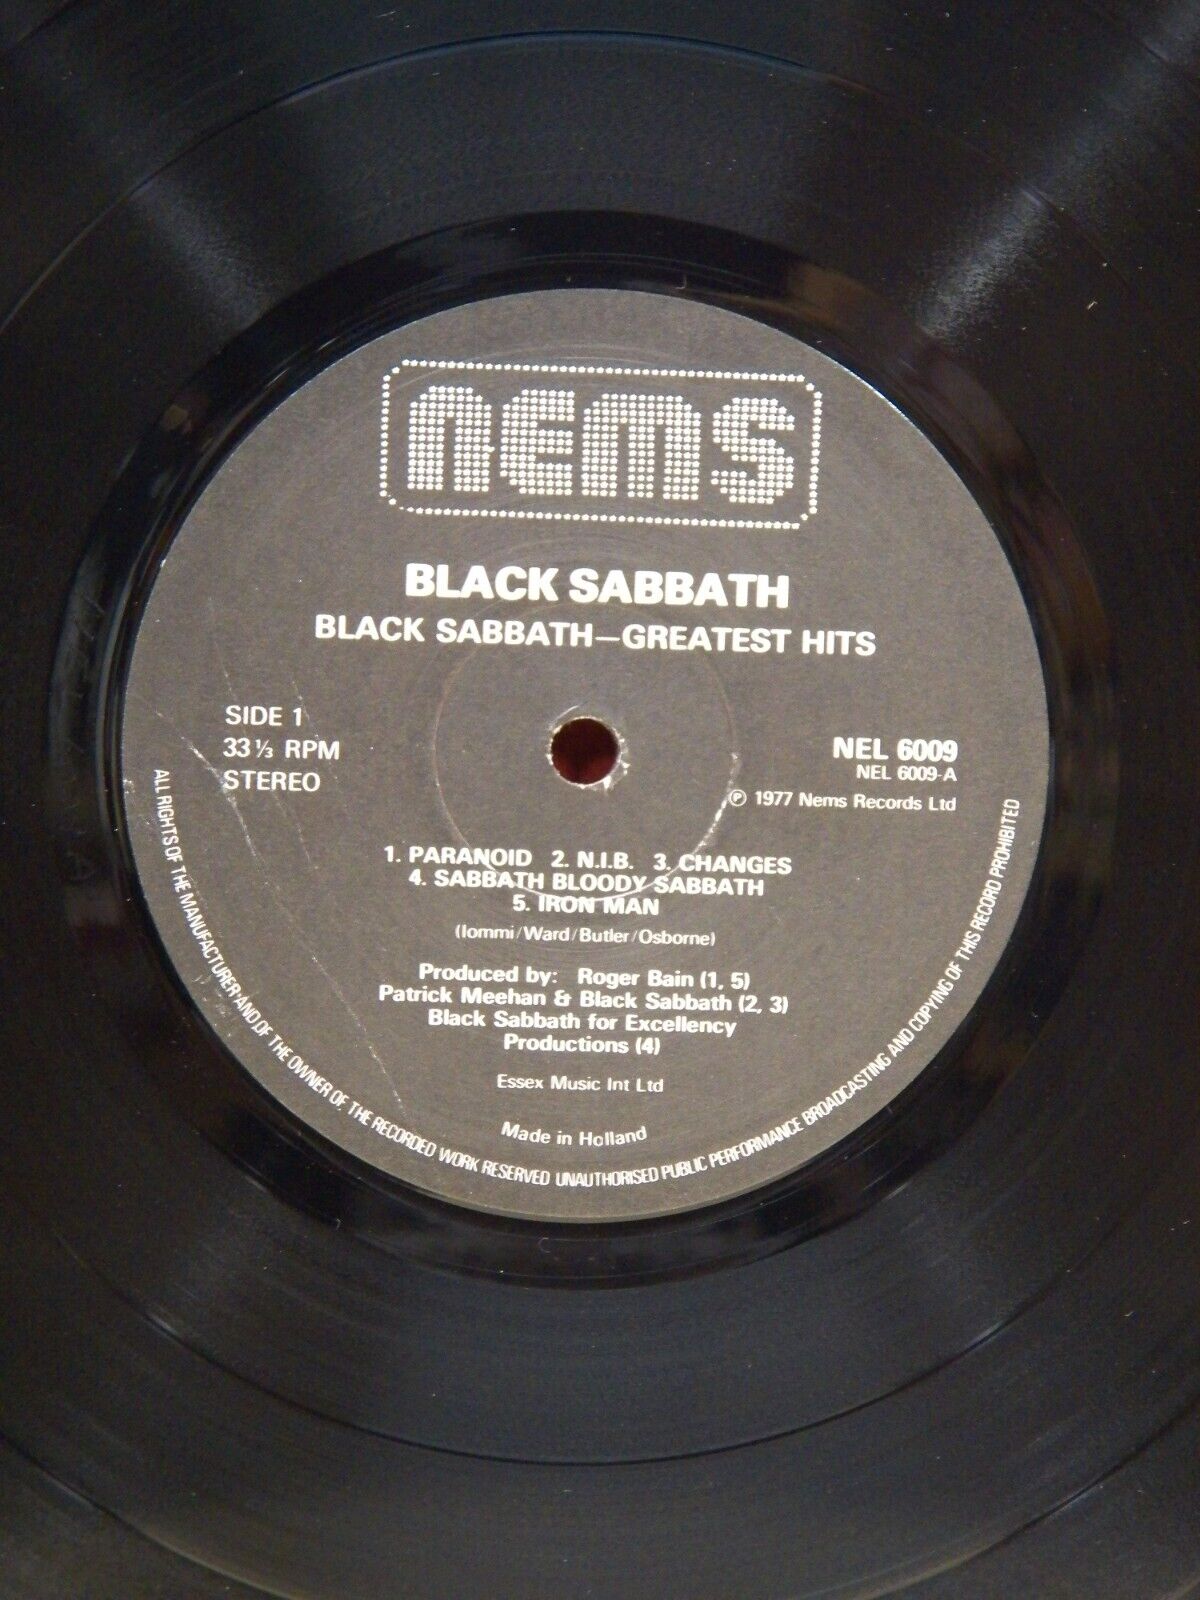 nems
BLACK SABBATH
BLACK SABBATH—GREATEST HITS
SIDE 1
33 ⅓ RPM
STEREO
NEL 6009
NEL 6009-A
℗ 1977 Nems Records Ltd
1. PARANOID 2. N.I.B. 3. CHANGES
4. SABBATH BLOODY SABBATH
5. IRON MAN
(Iommi/Ward/Butler/Osborne)
Produced by: Roger Bain (1, 5)
Patrick Meehan & Black Sabbath (2, 3)
Black Sabbath for Excellency
Productions (4)
Essex Music Int Ltd
Made in Holland
ALL RIGHTS OF THE MANUFACTURER AND OF THE OWNER OF THE RECORDED WORK RESERVED UNAUTHORISED PUBLIC PERFORMANCE BROADCASTING AND COPYING OF THIS RECORD PROHIBITED